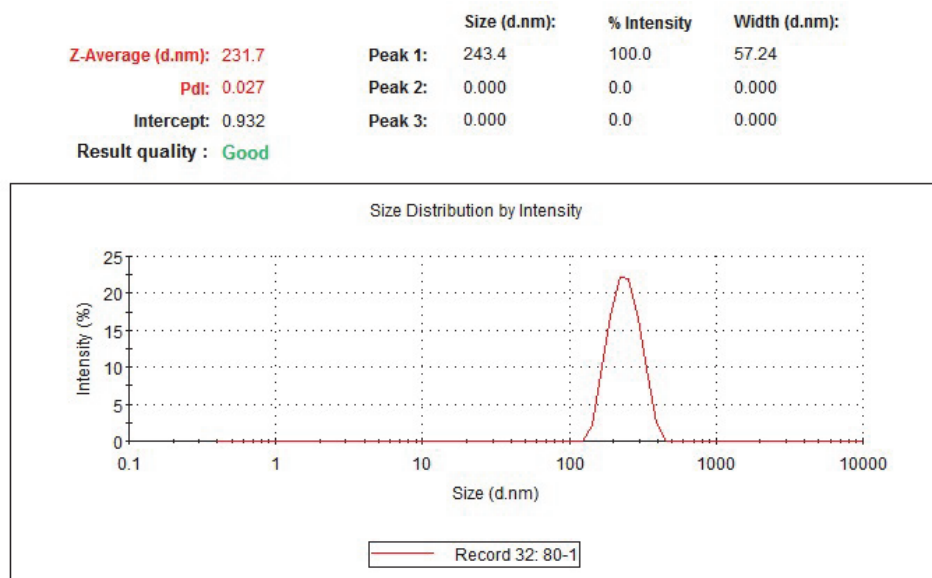 Size (d.nm): % Intensity Width (d.nm):
Z-Average (d.nm): 231.7 Peak 1: 243.4 100.0 57.24
PdI: 0.027 Peak 2: 0.000 0.0 0.000
Intercept: 0.932 Peak 3: 0.000 0.0 0.000
Result quality : Good
Size Distribution by Intensity
25
20
15
10
5
0
Intensity (%)
0.1 1 10 100 1000 10000
Size (d.nm)
Record 32: 80-1